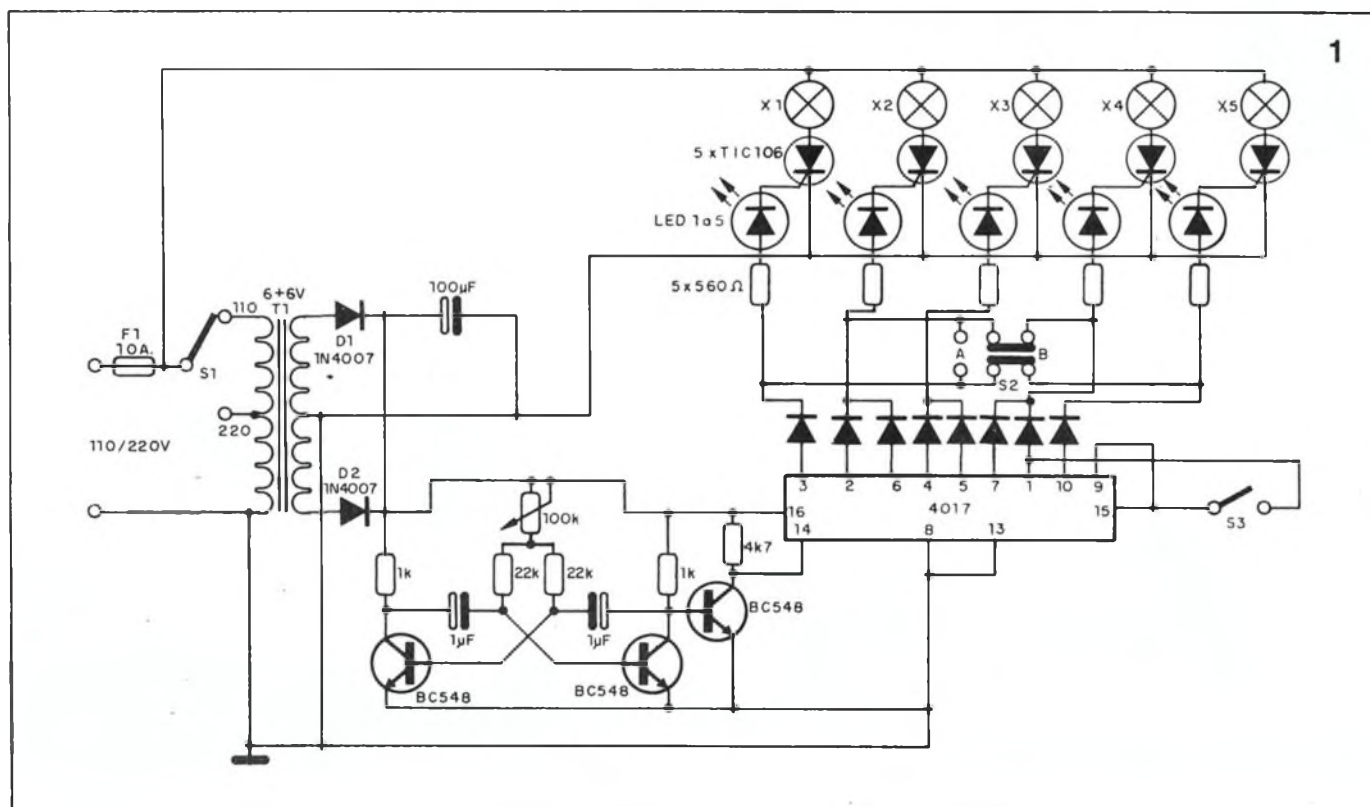 1
X1
X2
X3
X4
X5
5xTIC106
LED 1a5
5x560Ω
6+6V
T1
110
100µF
F1
10A.
S1
D1
1N4007
220
110/220V
A
B
S2
D2
1N4007
100k
3
2
6
4
5
7
1
10
9
16
4017
15
14
8
13
S3
1k
22k
22k
1k
4k7
1µF
1µF
BC548
BC548
BC548